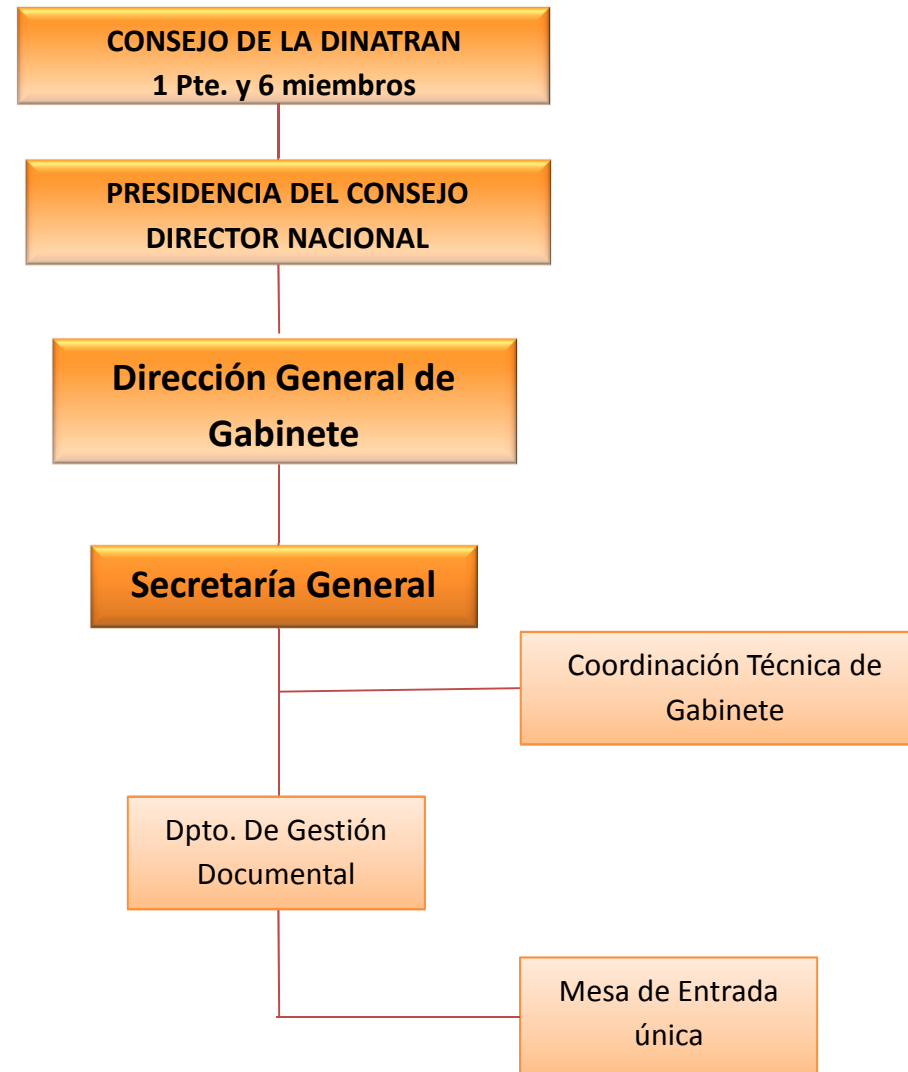 CONSEJO DE LA DINATRAN
1 Pte. y 6 miembros
PRESIDENCIA DEL CONSEJO
DIRECTOR NACIONAL
Dirección General de
Gabinete
Secretaría General
Coordinación Técnica de
Gabinete
Dpto. De Gestión
Documental
Mesa de Entrada
única